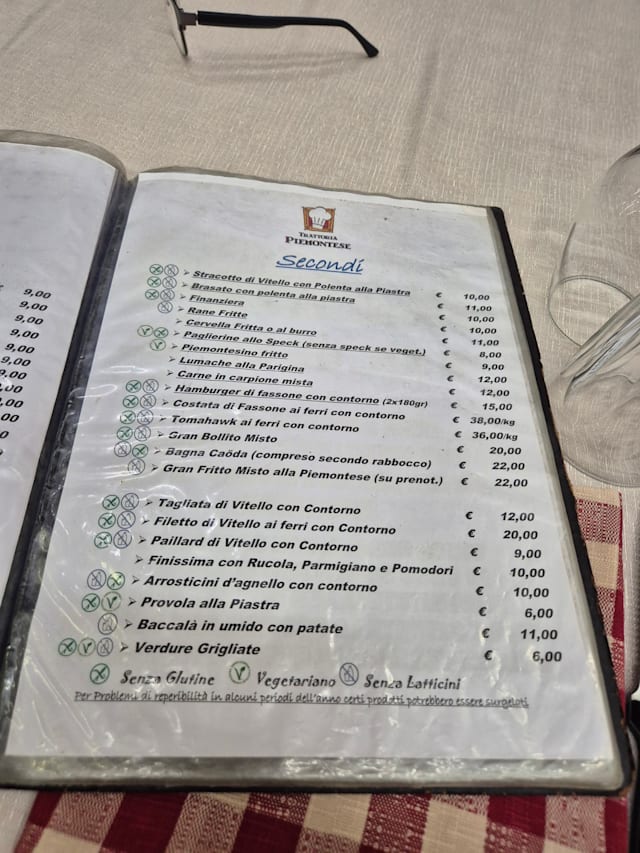 9,00
9,00
9,00
9,00
9,00
9,00
TRATTORIA
PIEMONTESE
Secondi
➢ Stracotto di Vitello con Polenta alla Piastra € 10,00
➢ Brasato con polenta alla piastra € 11,00
➢ Finanziera € 10,00
➢ Rane Fritte € 10,00
➢ Cervella Fritta o al burro € 11,00
➢ Paglierine allo Speck (senza speck se veget.) € 8,00
➢ Piemontesino fritto € 9,00
➢ Lumache alla Parigina € 12,00
➢ Carne in carpione mista € 12,00
➢ Hamburger di fassone con contorno (2x180gr) € 15,00
➢ Costata di Fassone ai ferri con contorno € 38,00/kg
➢ Tomahawk ai ferri con contorno € 36,00/kg
➢ Gran Bollito Misto € 20,00
➢ Bagna Caöda (compreso secondo rabbocco) € 22,00
➢ Gran Fritto Misto alla Piemontese (su prenot.) € 22,00
➢ Tagliata di Vitello con Contorno € 12,00
➢ Filetto di Vitello ai ferri con Contorno € 20,00
➢ Paillard di Vitello con Contorno € 9,00
➢ Finissima con Rucola, Parmigiano e Pomodori € 10,00
➢ Arrosticini d'agnello con contorno € 10,00
➢ Provola alla Piastra € 6,00
➢ Baccalà in umido con patate € 11,00
➢ Verdure Grigliate € 6,00
Senza Glutine V Vegetariano Senza Latticini
Per Problemi di reperibilità in alcuni periodi dell'anno certi prodotti potrebbero essere surgelati